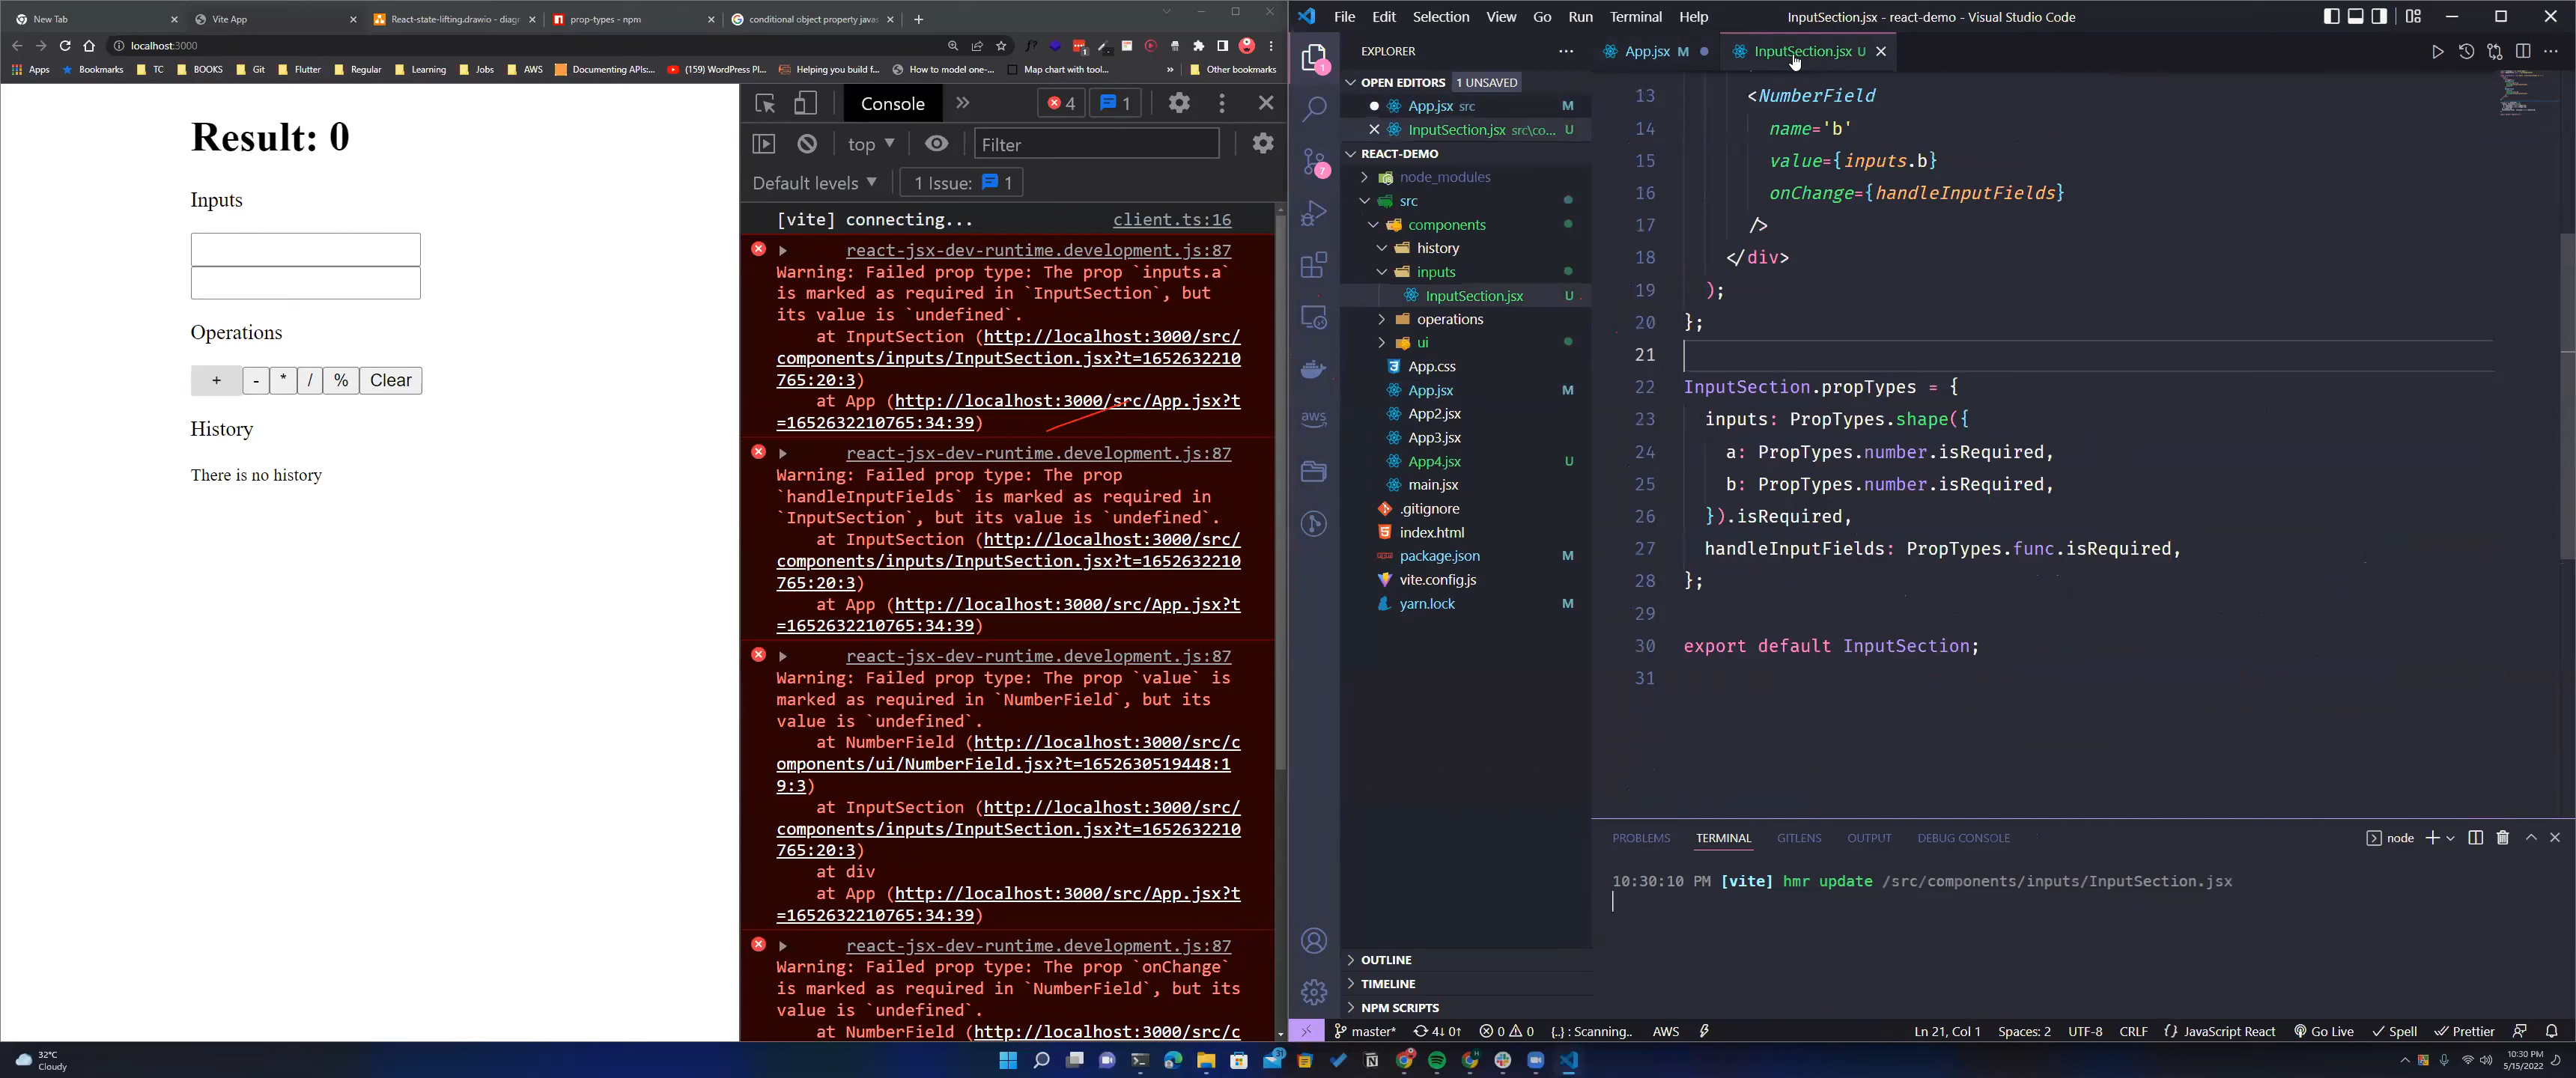 New Tab
Vite App
React-state-lifting.drawio - diagr
prop-types - npm
conditional object property javas
localhost:3000
Apps
Bookmarks
TC
BOOKS
Git
Flutter
Regular
Learning
Jobs
AWS
Documenting APIs:...
(159) WordPress Pl...
Helping you build f...
How to model one-...
Map chart with tool...
»
Other bookmarks
Result: 0
Inputs
Operations
+
-
*
/
%
Clear
History
There is no history
Console
4
1
top
Filter
Default levels
1 Issue:
1
[vite] connecting... client.ts:16
react-jsx-dev-runtime.development.js:87
Warning: Failed prop type: The prop `inputs.a`
is marked as required in `InputSection`, but
its value is `undefined`.
at InputSection (http://localhost:3000/src/
components/inputs/InputSection.jsx?t=1652632210
765:20:3)
at App (http://localhost:3000/src/App.jsx?t
=1652632210765:34:39)
react-jsx-dev-runtime.development.js:87
Warning: Failed prop type: The prop
`handleInputFields` is marked as required in
`InputSection`, but its value is `undefined`.
at InputSection (http://localhost:3000/src/
components/inputs/InputSection.jsx?t=1652632210
765:20:3)
at App (http://localhost:3000/src/App.jsx?t
=1652632210765:34:39)
react-jsx-dev-runtime.development.js:87
Warning: Failed prop type: The prop `value` is
marked as required in `NumberField`, but its
value is `undefined`.
at NumberField (http://localhost:3000/src/c
omponents/ui/NumberField.jsx?t=1652630519448:1
9:3)
at InputSection (http://localhost:3000/src/
components/inputs/InputSection.jsx?t=1652632210
765:20:3)
at div
at App (http://localhost:3000/src/App.jsx?t
=1652632210765:34:39)
react-jsx-dev-runtime.development.js:87
Warning: Failed prop type: The prop `onChange`
is marked as required in `NumberField`, but its
value is `undefined`.
at NumberField (http://localhost:3000/src/c
File Edit Selection View Go Run Terminal Help
InputSection.jsx - react-demo - Visual Studio Code
EXPLORER
App.jsx M
InputSection.jsx U
OPEN EDITORS 1 UNSAVED
App.jsx src M
InputSection.jsx src\co... U
REACT-DEMO
node_modules
src
components
history
inputs
InputSection.jsx U
operations
ui
App.css
App.jsx M
App2.jsx
App3.jsx
App4.jsx U
main.jsx
.gitignore
index.html
package.json M
vite.config.js
yarn.lock M
OUTLINE
TIMELINE
NPM SCRIPTS
1
7
aws
13 <NumberField
14 name='b'
15 value={inputs.b}
16 onChange={handleInputFields}
17 />
18 </div>
19 );
20 };
21
22 InputSection.propTypes = {
23 inputs: PropTypes.shape({
24 a: PropTypes.number.isRequired,
25 b: PropTypes.number.isRequired,
26 }).isRequired,
27 handleInputFields: PropTypes.func.isRequired,
28 };
29
30 export default InputSection;
31
PROBLEMS TERMINAL GITLENS OUTPUT DEBUG CONSOLE
node
10:30:10 PM [vite] hmr update /src/components/inputs/InputSection.jsx
master* 4↓ 0↑ 0 0 {..} : Scanning.. AWS
Ln 21, Col 1 Spaces: 2 UTF-8 CRLF {} JavaScript React Go Live Spell Prettier
32°C
Cloudy
31
10:30 PM
5/15/2022